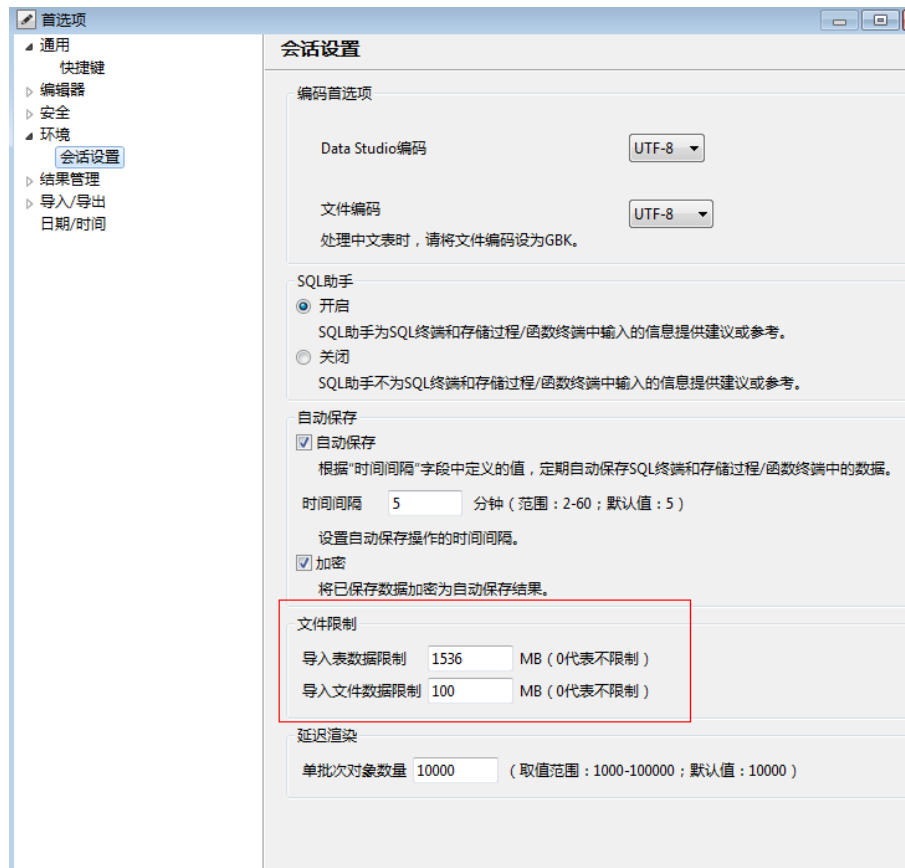 首选项
通用
快捷键
编辑器
安全
环境
会话设置
结果管理
导入/导出
日期/时间
会话设置
编码首选项
Data Studio编码
UTF-8
文件编码
UTF-8
处理中文表时，请将文件编码设为GBK。
SQL助手
开启
SQL助手为SQL终端和存储过程/函数终端中输入的信息提供建议或参考。
关闭
SQL助手不为SQL终端和存储过程/函数终端中输入的信息提供建议或参考。
自动保存
自动保存
根据"时间间隔"字段中定义的值，定期自动保存SQL终端和存储过程/函数终端中的数据。
时间间隔 5 分钟（范围：2-60；默认值：5）
设置自动保存操作的时间间隔。
加密
将已保存数据加密为自动保存结果。
文件限制
导入表数据限制 1536 MB（0代表不限制）
导入文件数据限制 100 MB（0代表不限制）
延迟渲染
单批次对象数量 10000 （取值范围：1000-100000；默认值：10000）